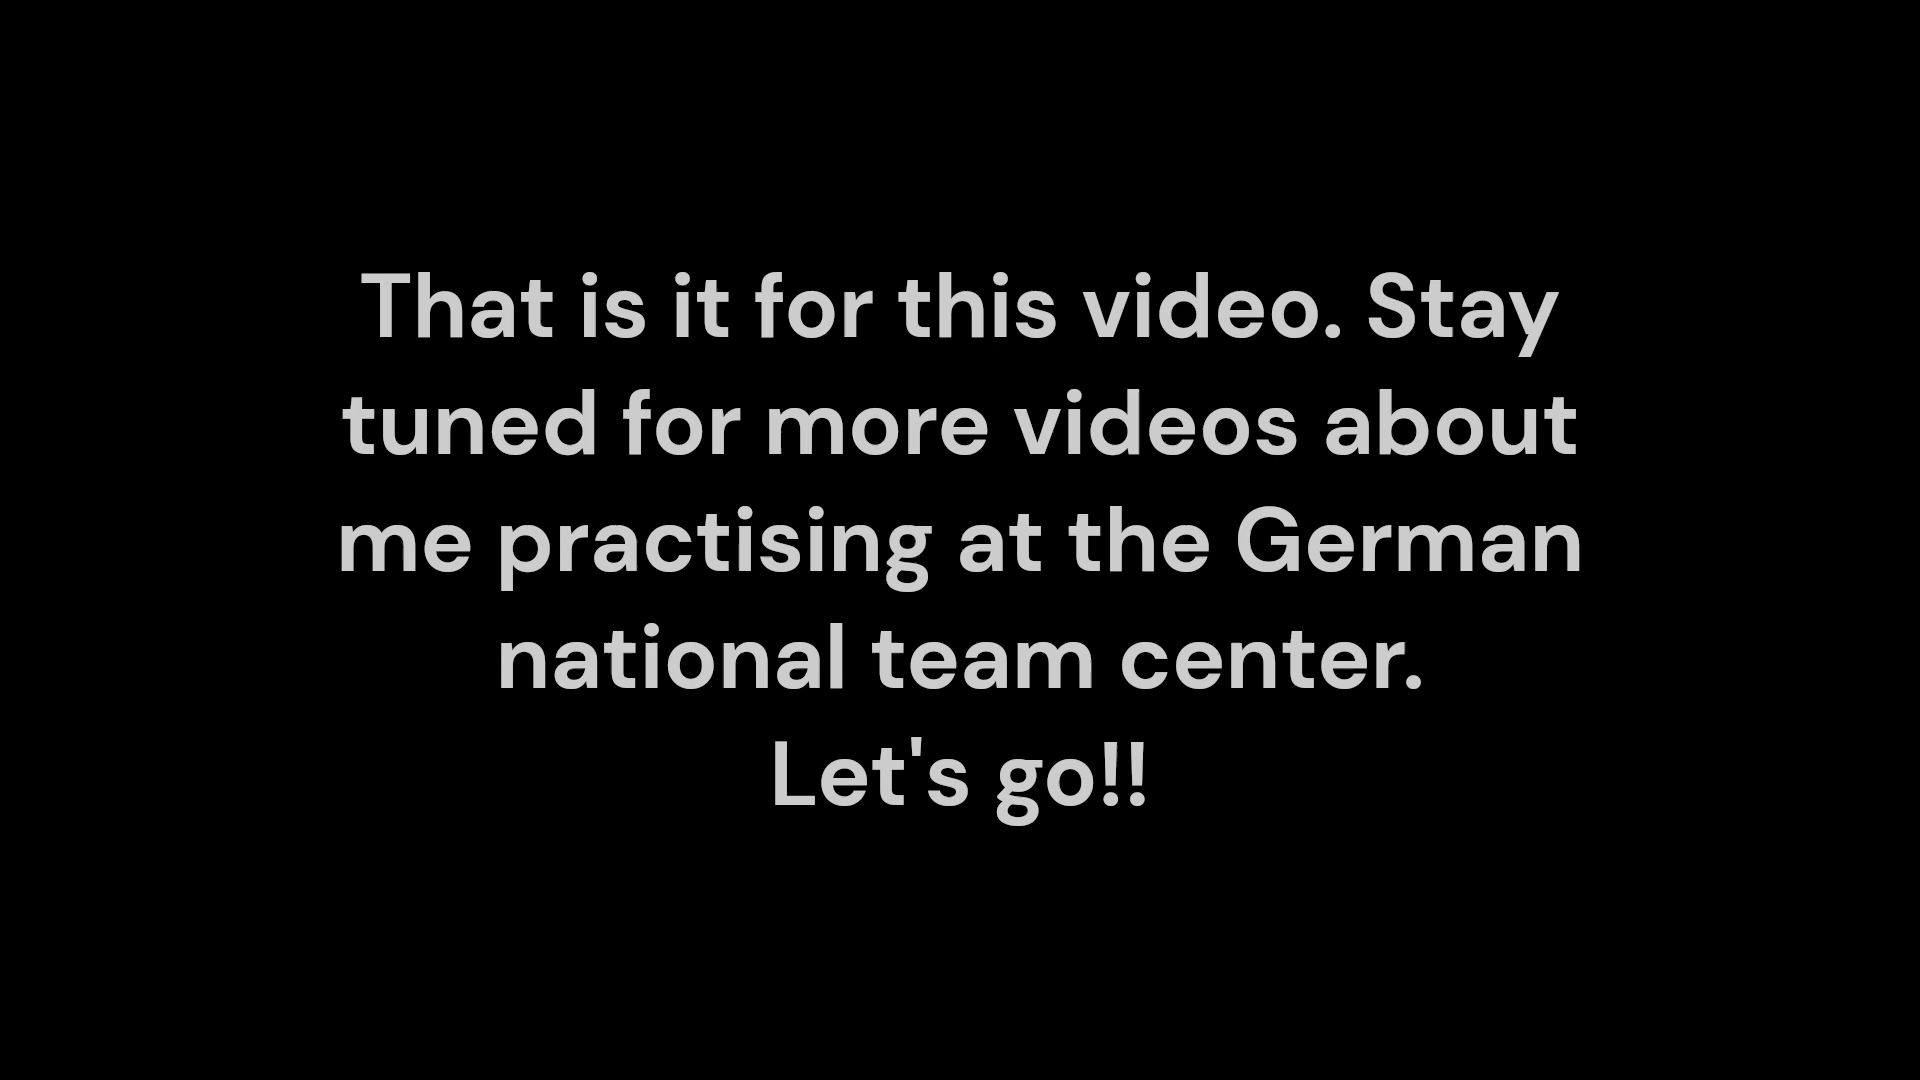 That is it for this video. Stay
tuned for more videos about
me practising at the German
national team center.
Let's go!!